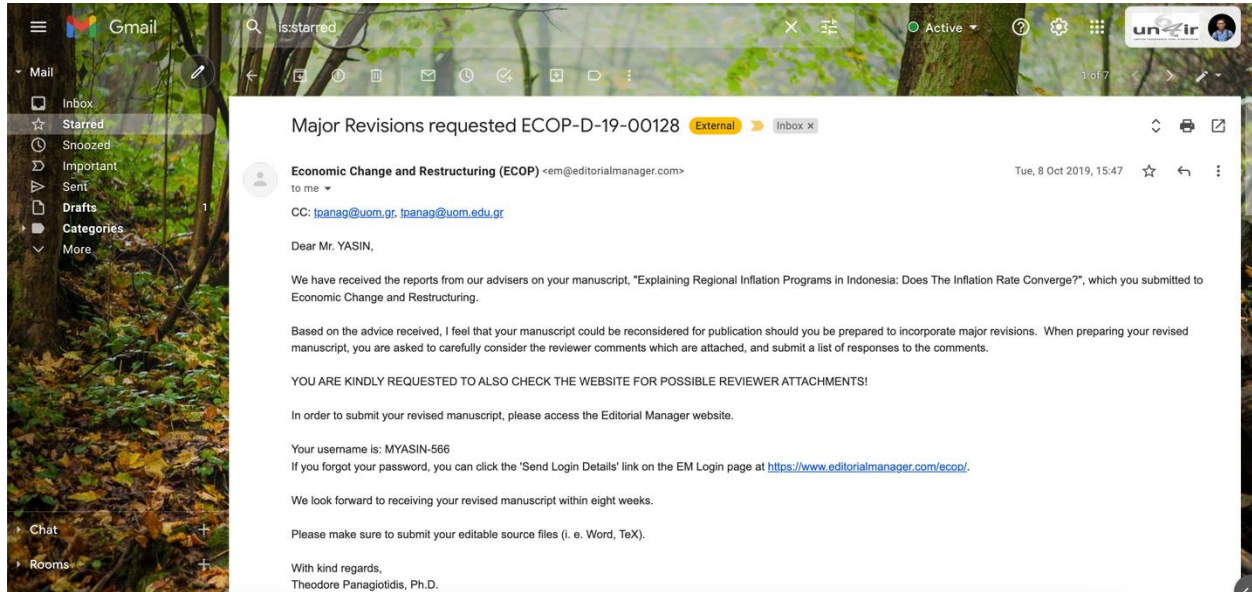 Gmail
is:starred
Active
un4ir
Mail
1 of 7
Inbox
Starred
Snoozed
Important
Sent
Drafts 1
Categories
More
Chat
Rooms
Major Revisions requested ECOP-D-19-00128 External Inbox ×
Economic Change and Restructuring (ECOP) <em@editorialmanager.com> Tue, 8 Oct 2019, 15:47
to me
CC: tpanag@uom.gr, tpanag@uom.edu.gr
Dear Mr. YASIN,
We have received the reports from our advisers on your manuscript, "Explaining Regional Inflation Programs in Indonesia: Does The Inflation Rate Converge?", which you submitted to
Economic Change and Restructuring.
Based on the advice received, I feel that your manuscript could be reconsidered for publication should you be prepared to incorporate major revisions. When preparing your revised
manuscript, you are asked to carefully consider the reviewer comments which are attached, and submit a list of responses to the comments.
YOU ARE KINDLY REQUESTED TO ALSO CHECK THE WEBSITE FOR POSSIBLE REVIEWER ATTACHMENTS!
In order to submit your revised manuscript, please access the Editorial Manager website.
Your username is: MYASIN-566
If you forgot your password, you can click the 'Send Login Details' link on the EM Login page at https://www.editorialmanager.com/ecop/.
We look forward to receiving your revised manuscript within eight weeks.
Please make sure to submit your editable source files (i. e. Word, TeX).
With kind regards,
Theodore Panagiotidis, Ph.D.